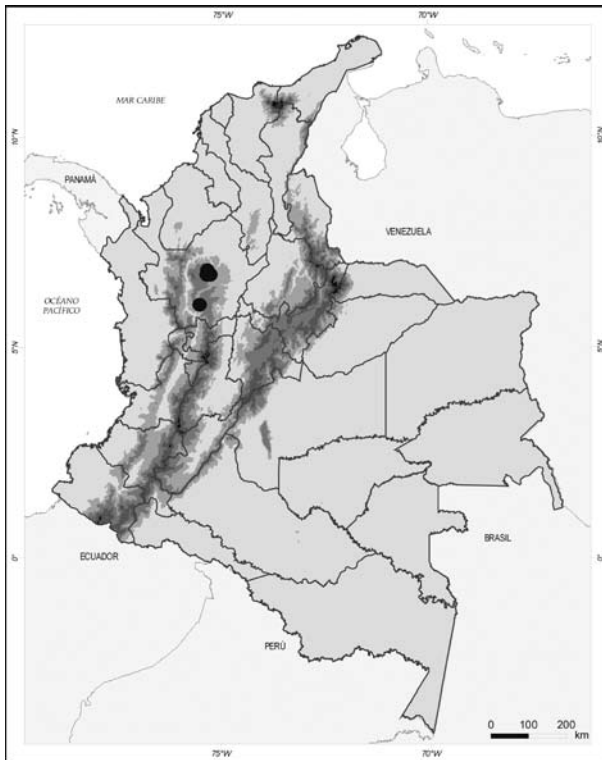 75°W 70°W
MAR CARIBE
10°N 10°N
PANAMÁ
VENEZUELA
OCÉANO
PACÍFICO
5°N 5°N
0° 0°
ECUADOR
BRASIL
PERÚ
0 100 200
km
75°W 70°W